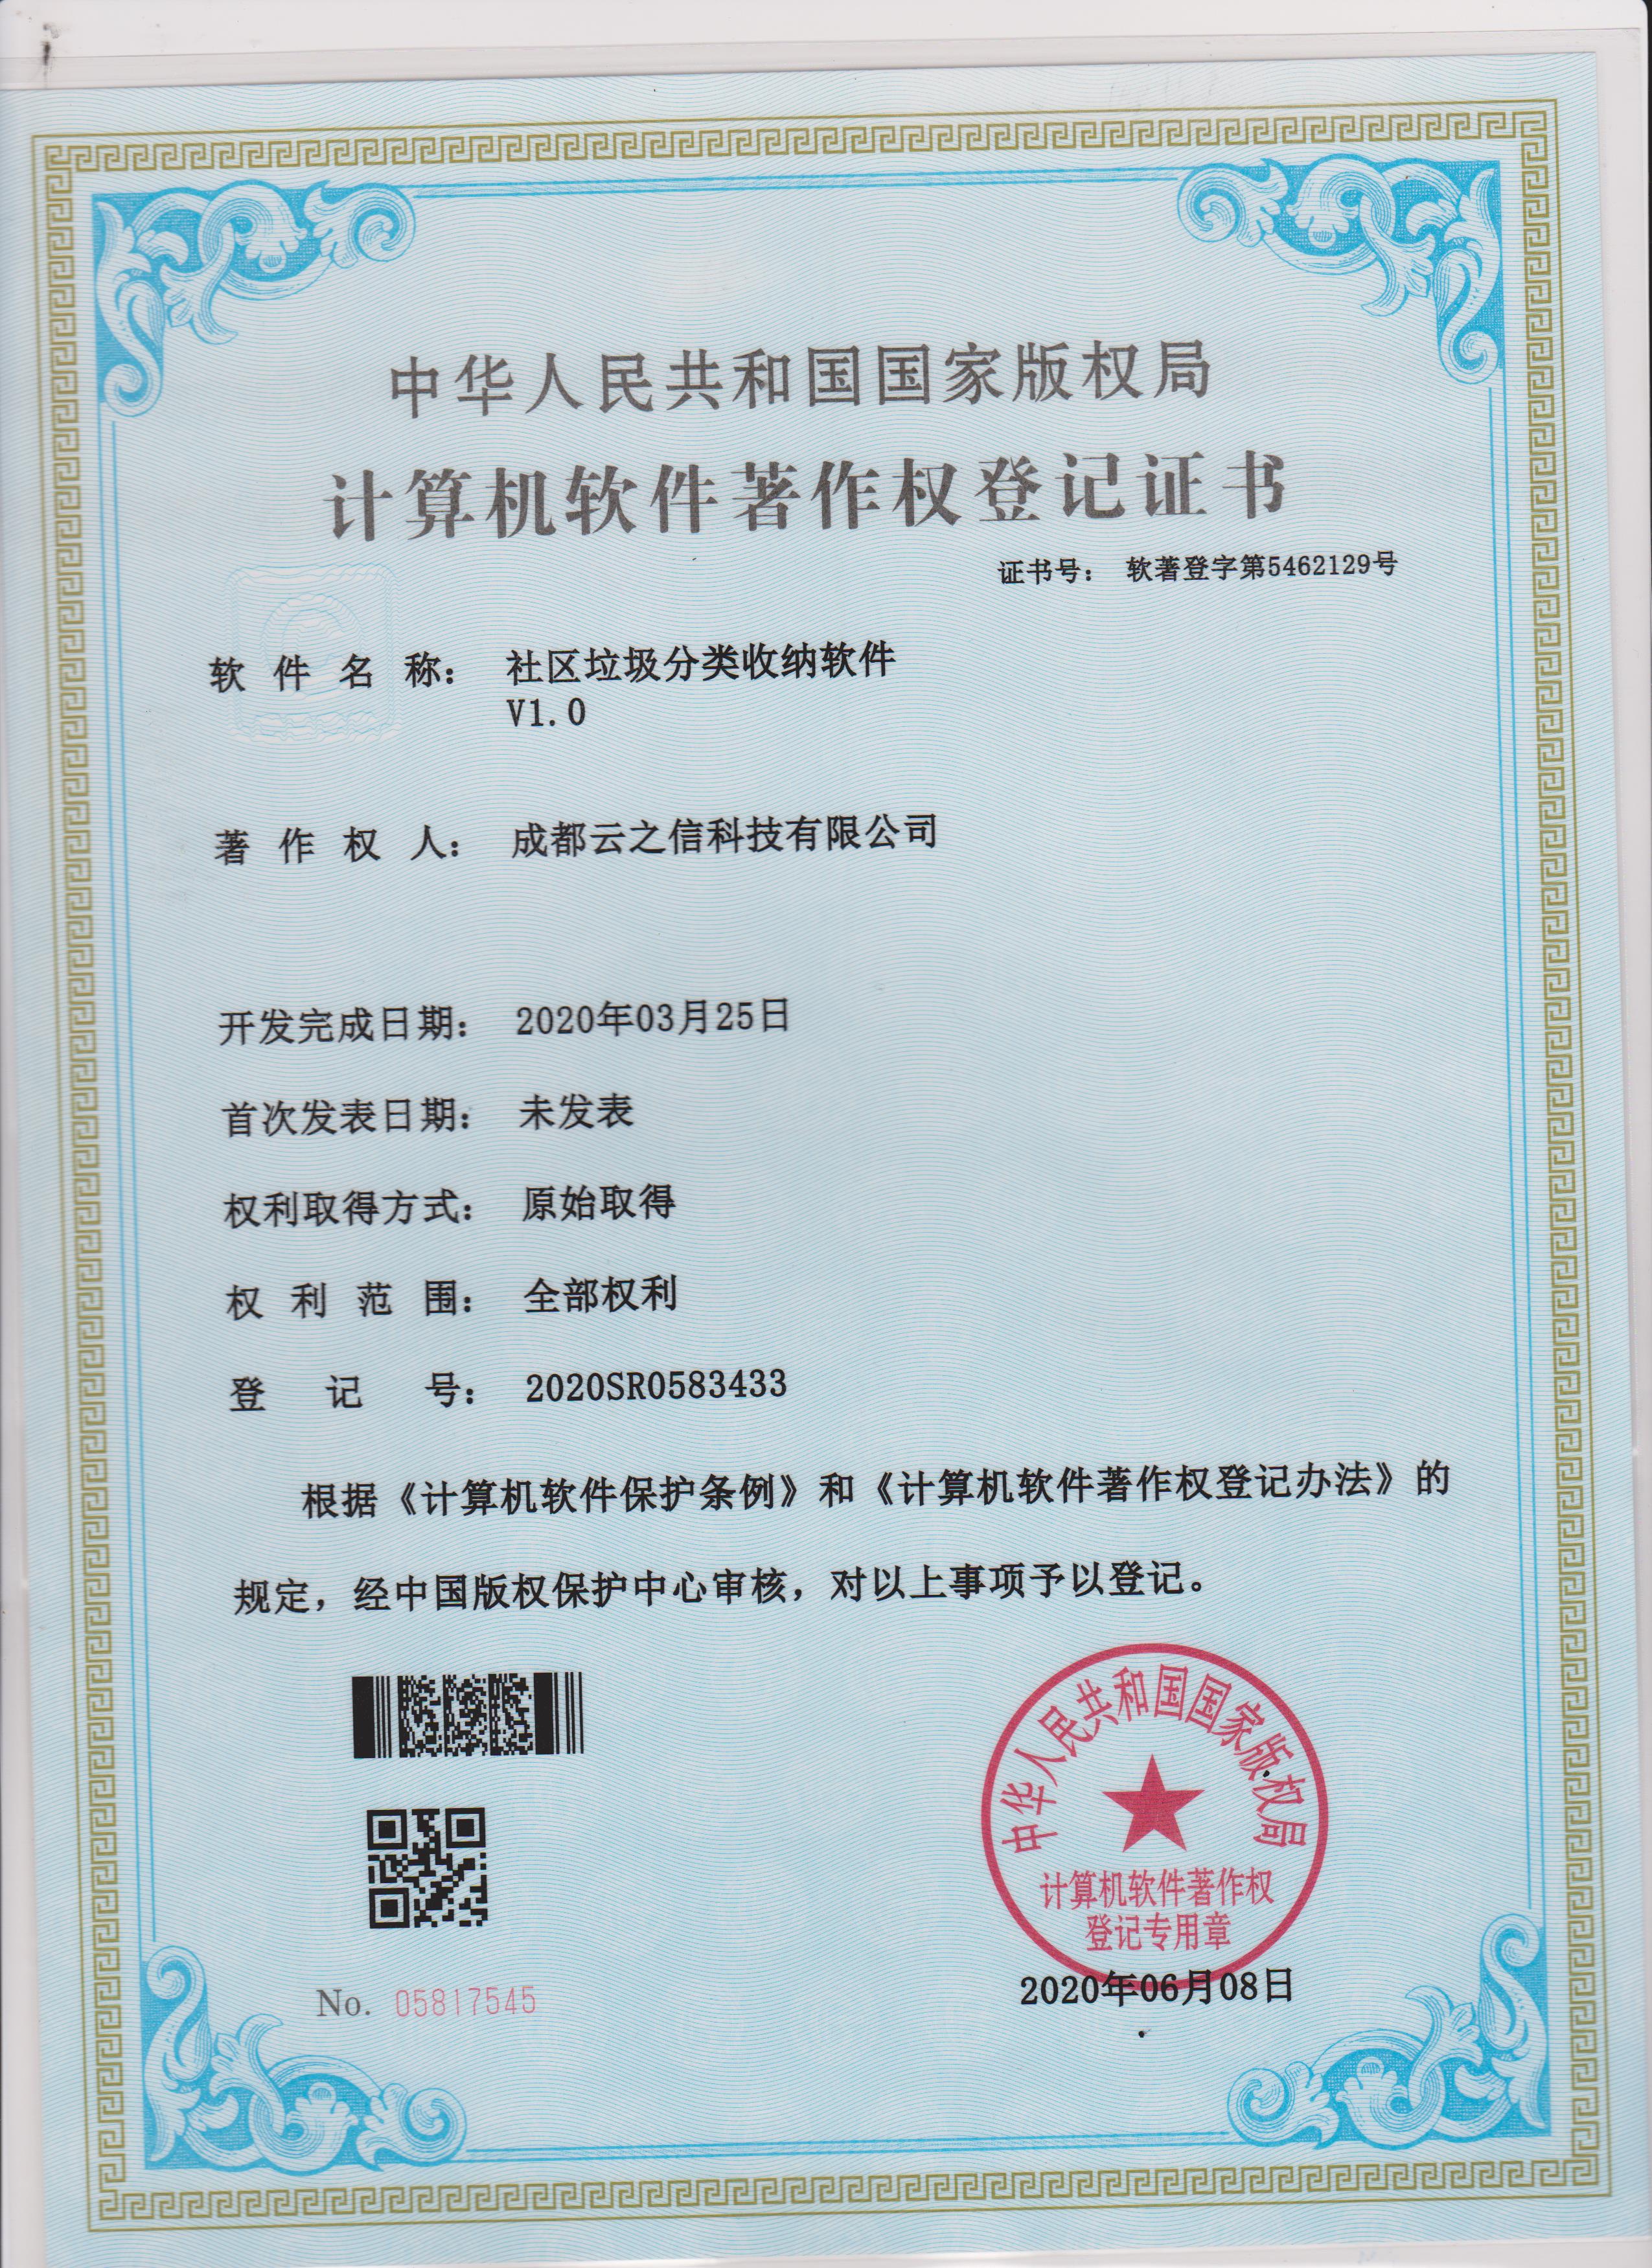 中华人民共和国国家版权局
计算机软件著作权登记证书
证书号： 软著登字第5462129号
软件名称： 社区垃圾分类收纳软件
V1.0
著作权人： 成都云之信科技有限公司
开发完成日期： 2020年03月25日
首次发表日期： 未发表
权利取得方式： 原始取得
权利范围： 全部权利
登记号： 2020SR0583433
根据《计算机软件保护条例》和《计算机软件著作权登记办法》的
规定，经中国版权保护中心审核，对以上事项予以登记。
中华人民共和国国家版权局
计算机软件著作权
登记专用章
No. 05817545
2020年06月08日